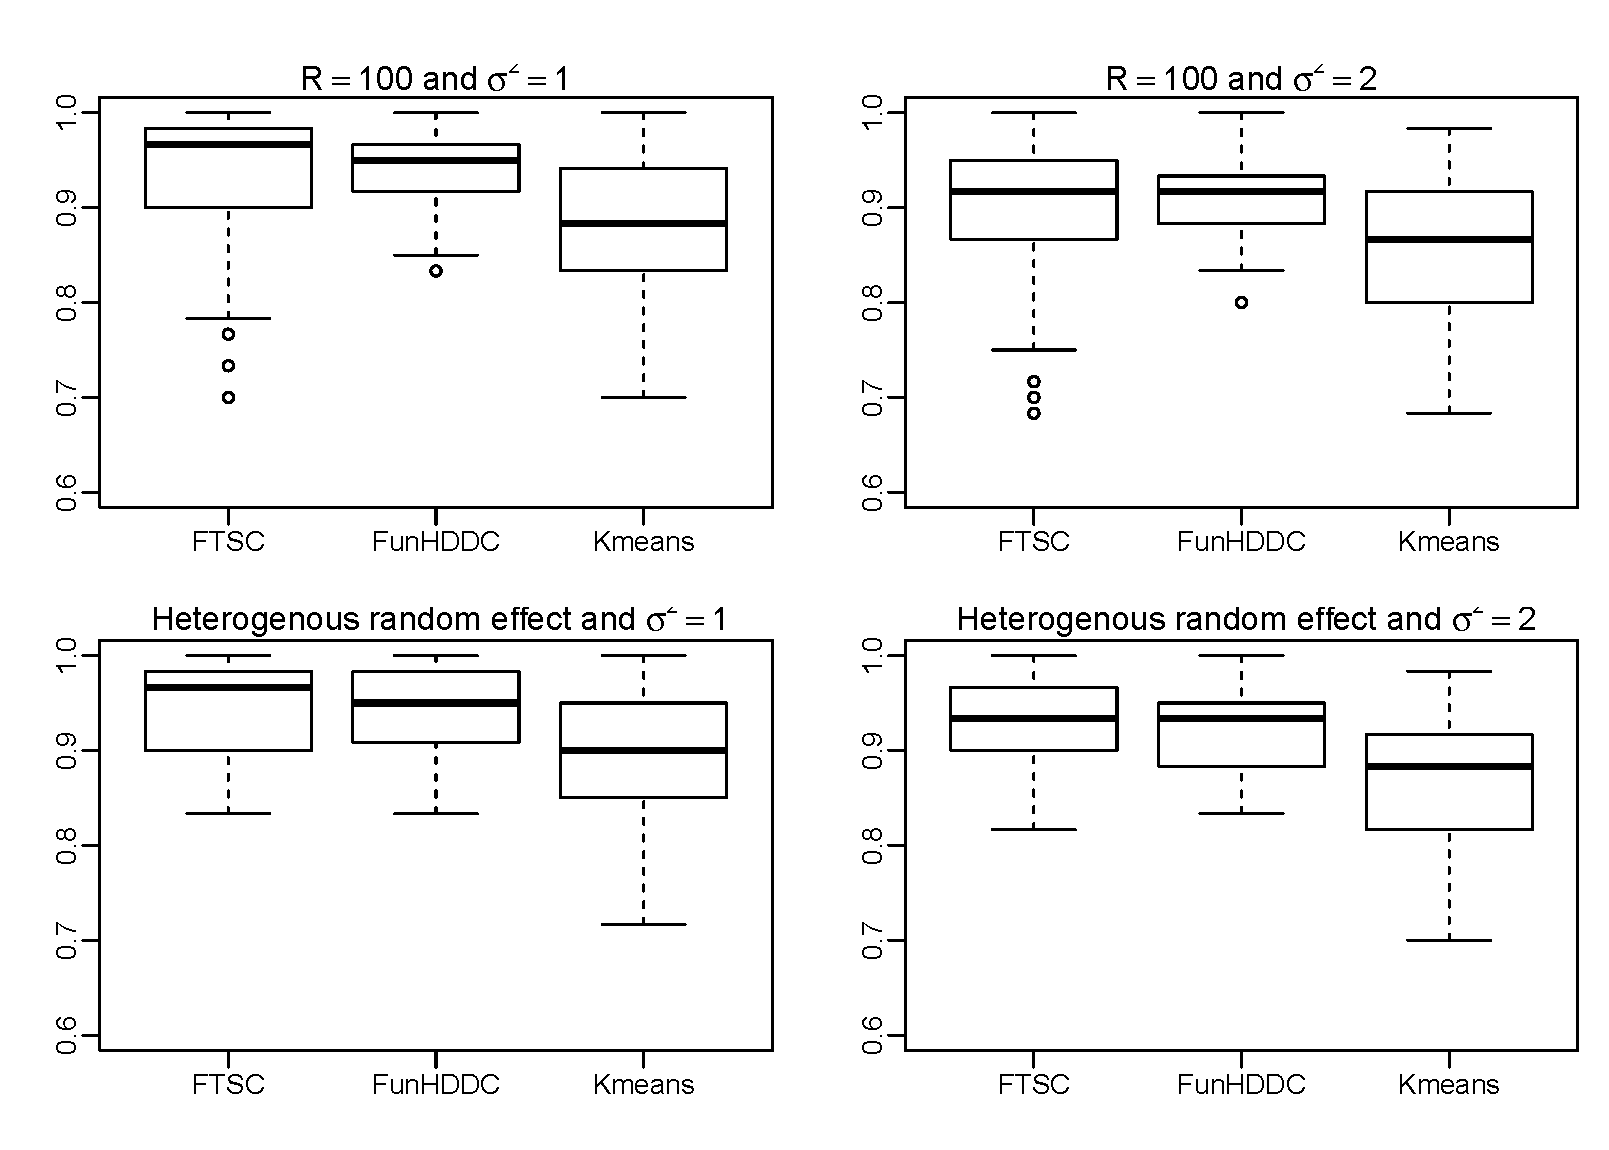 R = 100 and σ² = 1
1.0
0.9
0.8
0.7
0.6
FTSC FunHDDC Kmeans
R = 100 and σ² = 2
1.0
0.9
0.8
0.7
0.6
FTSC FunHDDC Kmeans
Heterogenous random effect and σ² = 1
1.0
0.9
0.8
0.7
0.6
FTSC FunHDDC Kmeans
Heterogenous random effect and σ² = 2
1.0
0.9
0.8
0.7
0.6
FTSC FunHDDC Kmeans